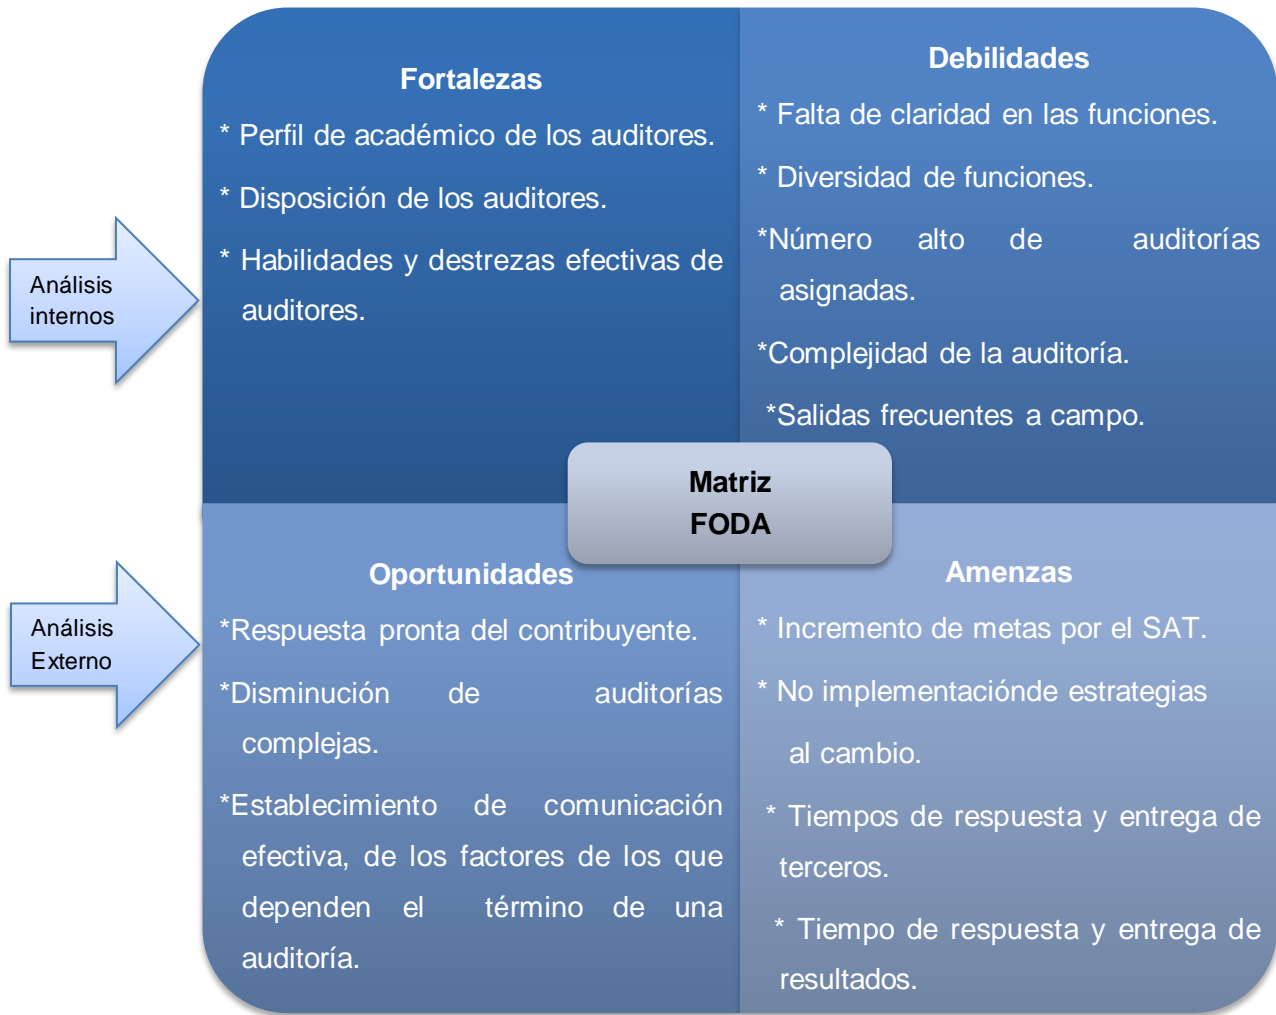 Fortalezas
* Perfil de académico de los auditores.
* Disposición de los auditores.
* Habilidades y destrezas efectivas de
auditores.
Debilidades
* Falta de claridad en las funciones.
* Diversidad de funciones.
*Número alto de auditorías
asignadas.
*Complejidad de la auditoría.
*Salidas frecuentes a campo.
Análisis
internos
Matriz
FODA
Oportunidades
*Respuesta pronta del contribuyente.
*Disminución de auditorías
complejas.
*Establecimiento de comunicación
efectiva, de los factores de los que
dependen el término de una
auditoría.
Amenzas
* Incremento de metas por el SAT.
* No implementaciónde estrategias
al cambio.
* Tiempos de respuesta y entrega de
terceros.
* Tiempo de respuesta y entrega de
resultados.
Análisis
Externo